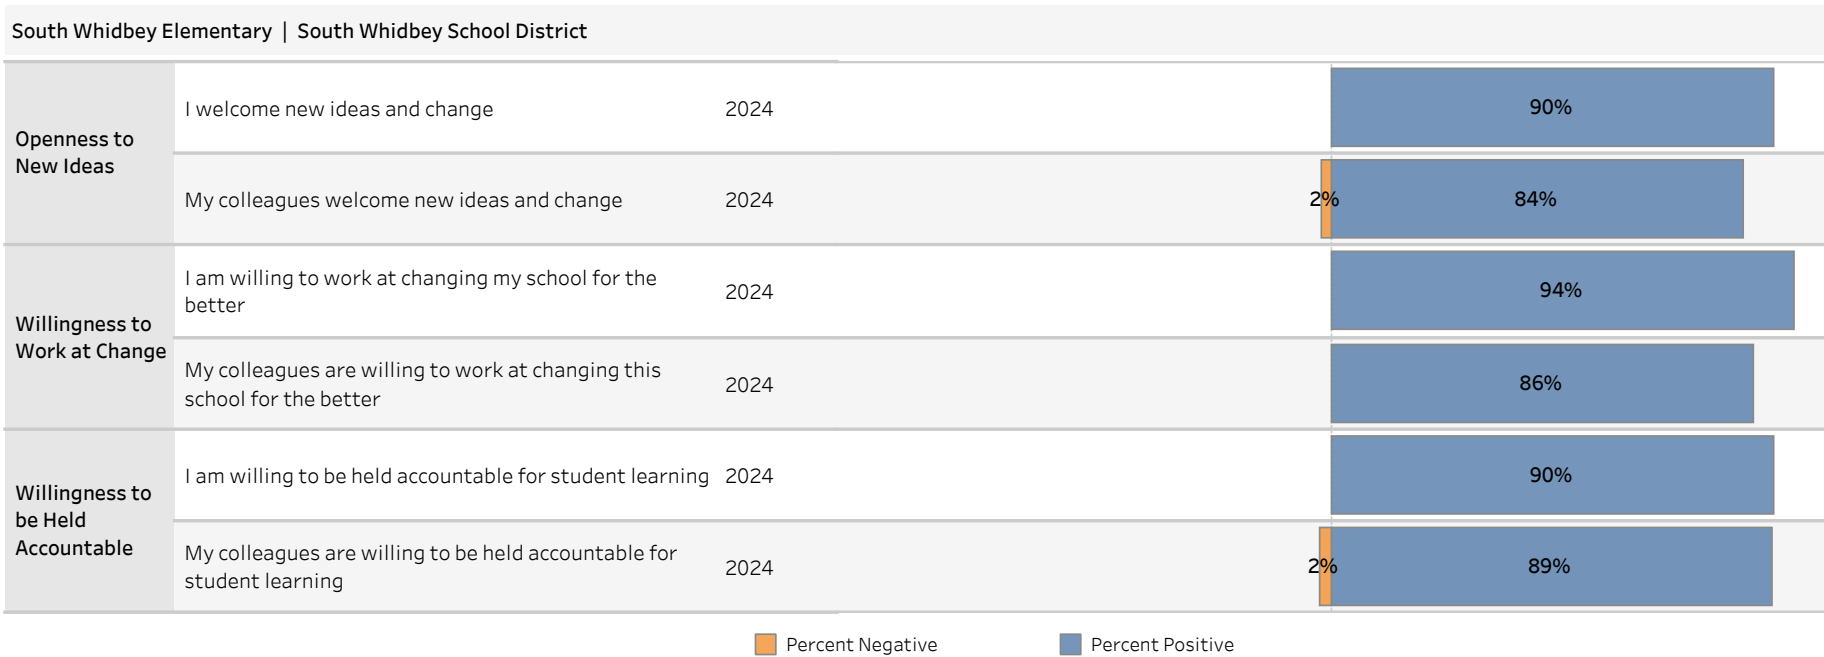 South Whidbey Elementary | South Whidbey School District
Openness to
New Ideas
I welcome new ideas and change 2024 90%
My colleagues welcome new ideas and change 2024 2% 84%
Willingness to
Work at Change
I am willing to work at changing my school for the
better
2024 94%
My colleagues are willing to work at changing this
school for the better
2024 86%
Willingness to
be Held
Accountable
I am willing to be held accountable for student learning 2024 90%
My colleagues are willing to be held accountable for
student learning
2024 2% 89%
Percent Negative Percent Positive